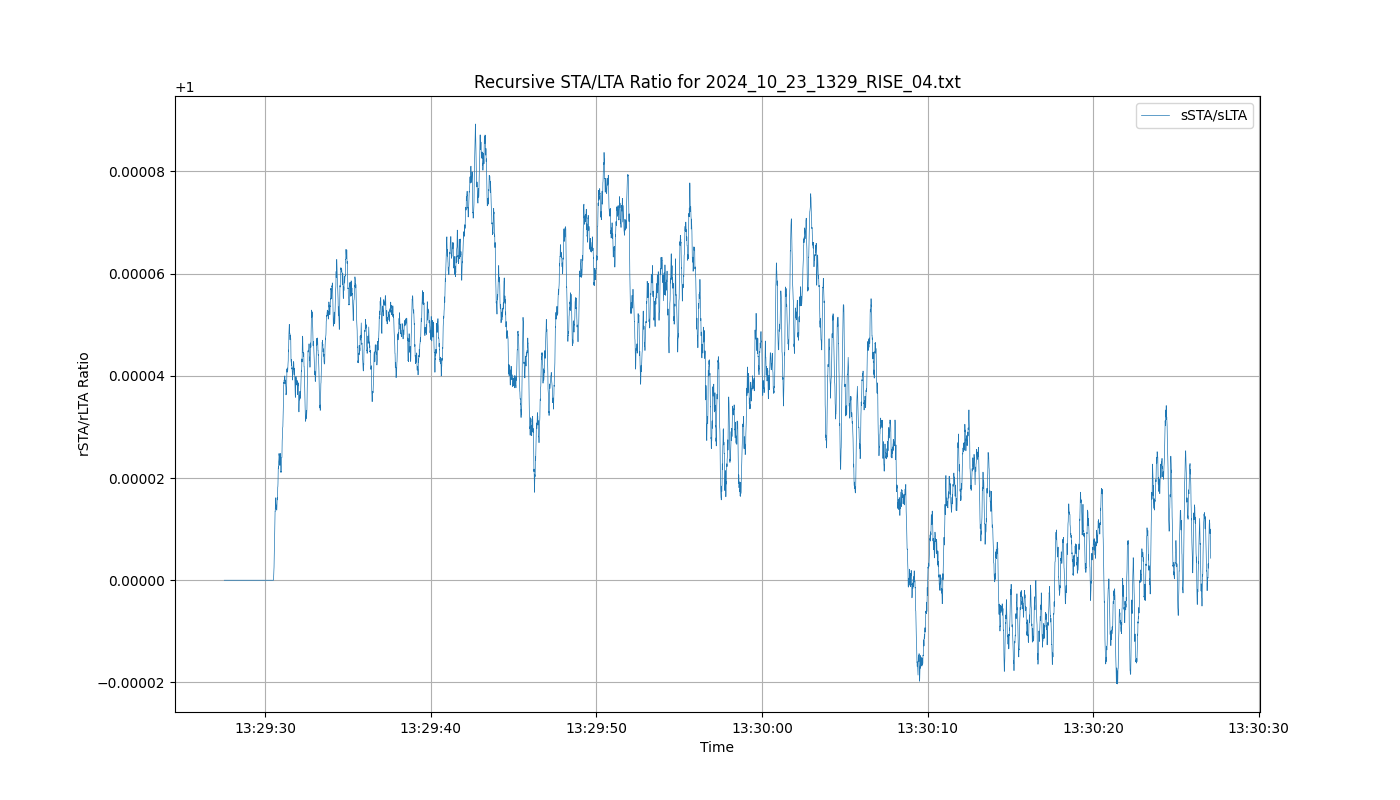 Recursive STA/LTA Ratio for 2024_10_23_1329_RISE_04.txt
+1
sSTA/sLTA
0.00008
0.00006
0.00004
0.00002
0.00000
−0.00002
rSTA/rLTA Ratio
13:29:30 13:29:40 13:29:50 13:30:00 13:30:10 13:30:20 13:30:30
Time